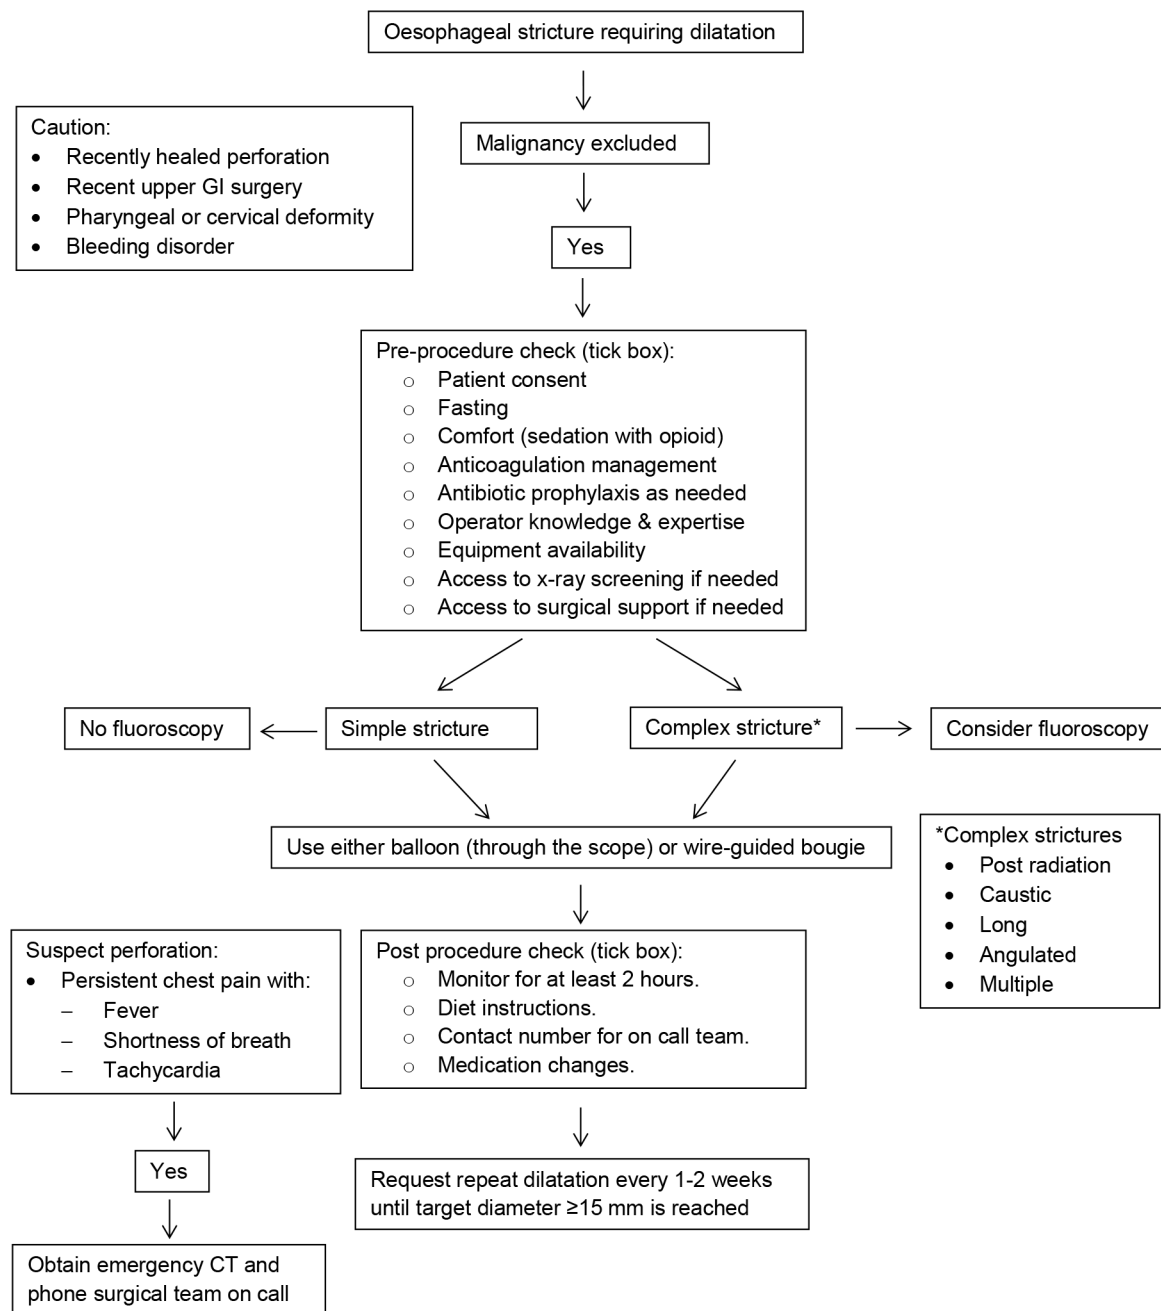 Oesophageal stricture requiring dilatation
Caution:
• Recently healed perforation
• Recent upper GI surgery
• Pharyngeal or cervical deformity
• Bleeding disorder
Malignancy excluded
Yes
Pre-procedure check (tick box):
○ Patient consent
○ Fasting
○ Comfort (sedation with opioid)
○ Anticoagulation management
○ Antibiotic prophylaxis as needed
○ Operator knowledge & expertise
○ Equipment availability
○ Access to x-ray screening if needed
○ Access to surgical support if needed
No fluoroscopy
Simple stricture
Complex stricture*
Consider fluoroscopy
Use either balloon (through the scope) or wire-guided bougie
*Complex strictures
• Post radiation
• Caustic
• Long
• Angulated
• Multiple
Suspect perforation:
• Persistent chest pain with:
– Fever
– Shortness of breath
– Tachycardia
Post procedure check (tick box):
○ Monitor for at least 2 hours.
○ Diet instructions.
○ Contact number for on call team.
○ Medication changes.
Yes
Request repeat dilatation every 1-2 weeks
until target diameter ≥15 mm is reached
Obtain emergency CT and
phone surgical team on call